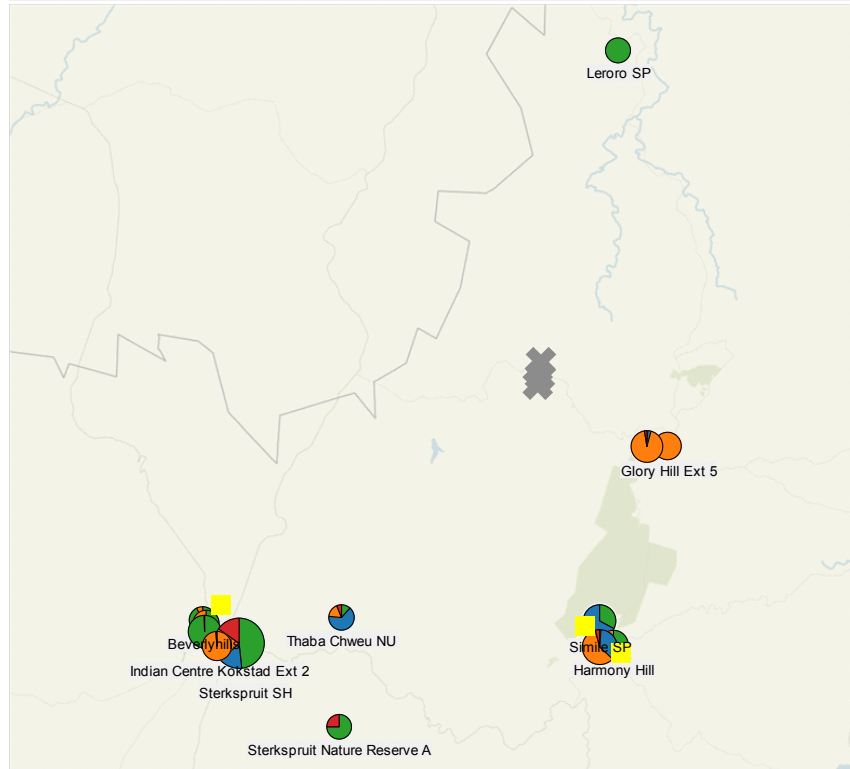 Leroro SP
Glory Hill Ext 5
Beverlyhills
Thaba Chweu NU
Simile SP
Indian Centre Kokstad Ext 2
Harmony Hill
Sterkspruit SH
Sterkspruit Nature Reserve A